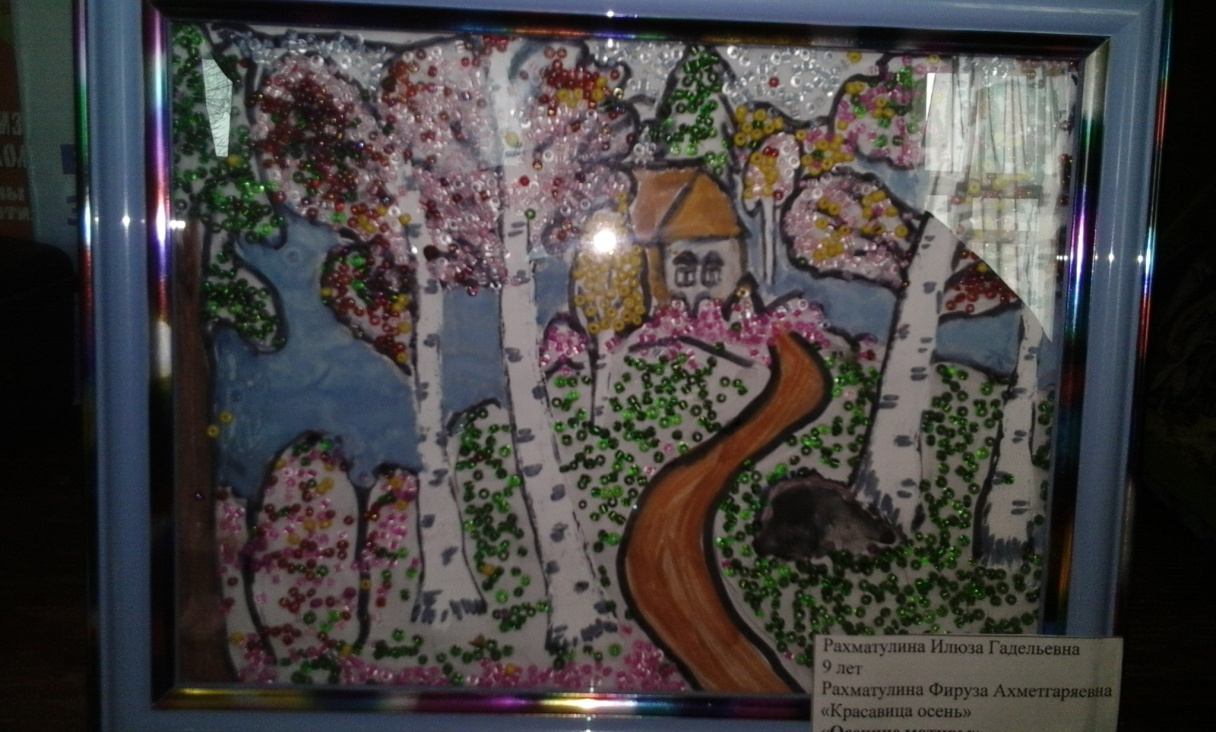 Рахматулина Илюза Гадельевна
9 лет
Рахматулина Фируза Ахметгаряевна
«Красавица осень»